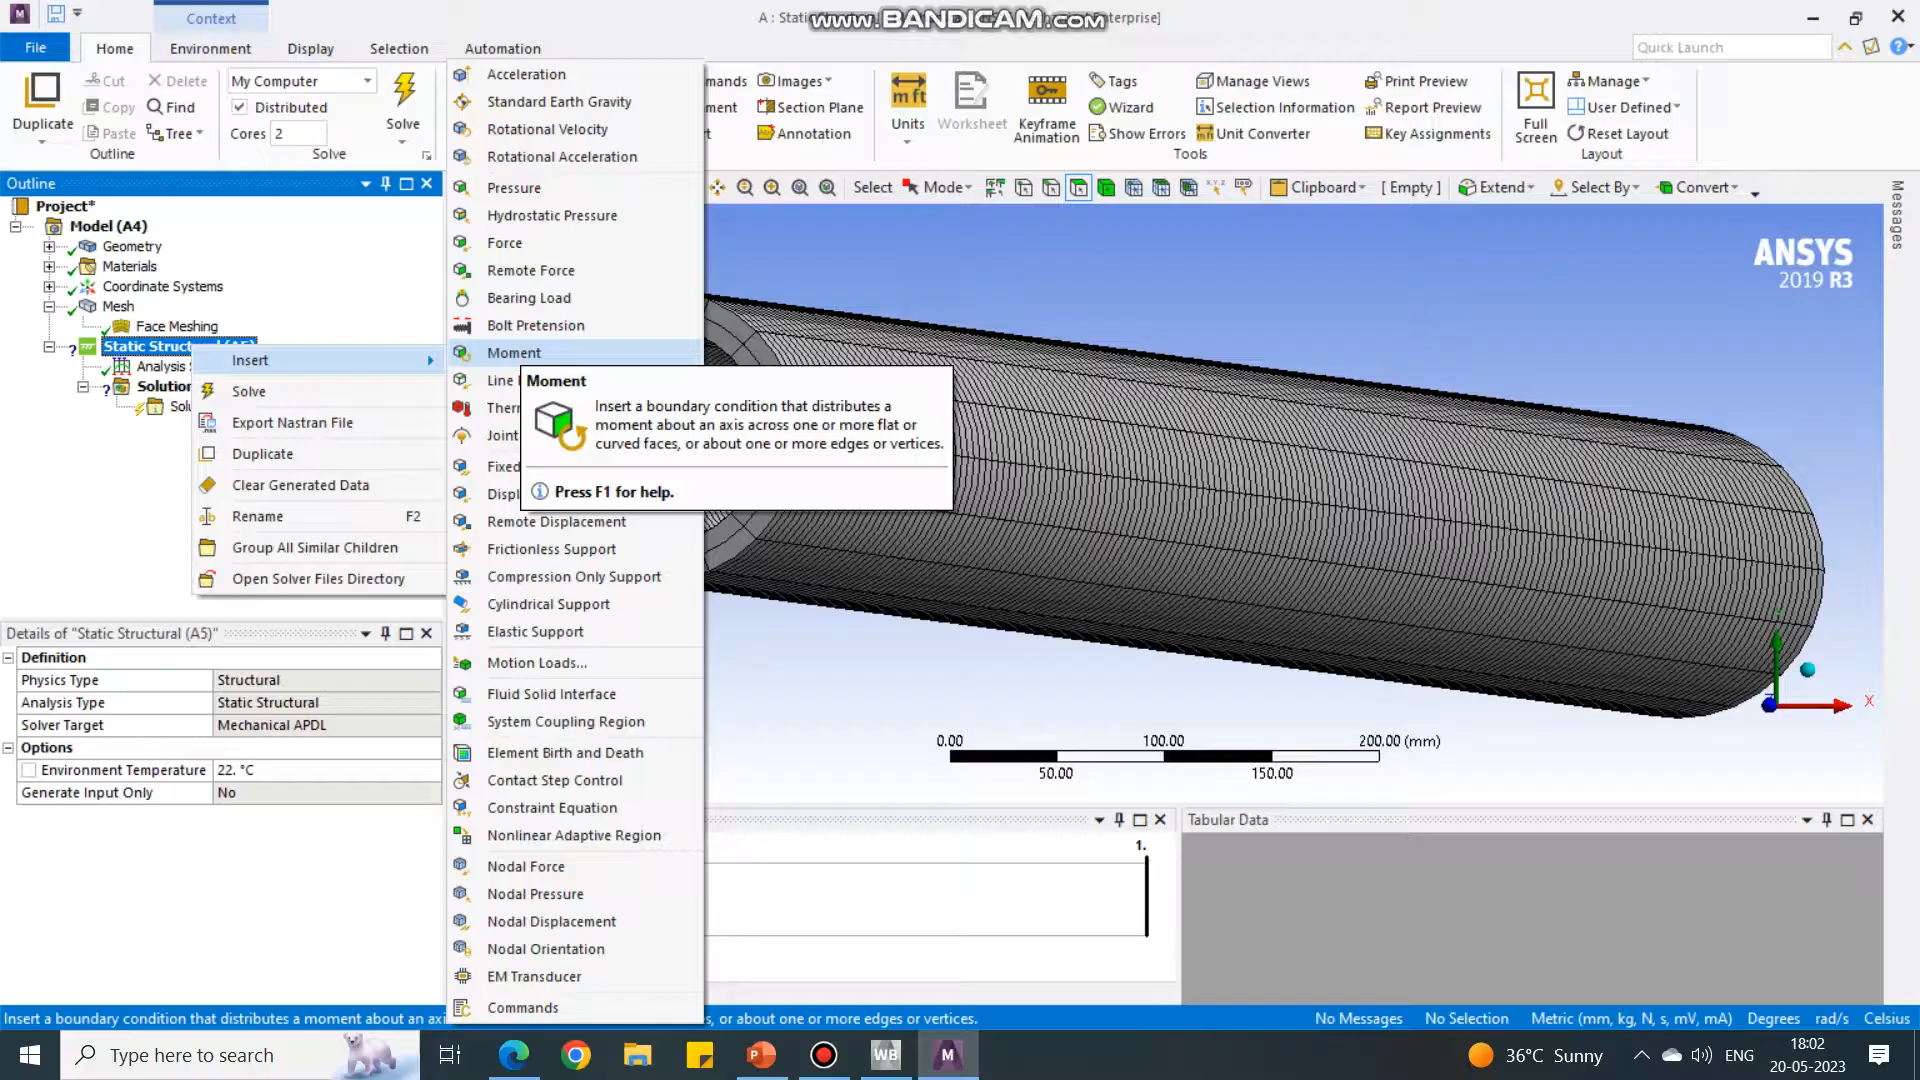 Context
A : Stati
www.BANDICAM.com
Enterprise]
File
Home
Environment
Display
Selection
Automation
Quick Launch
Duplicate
Cut
Copy
Paste
Delete
Find
Tree
Outline
My Computer
Distributed
Cores 2
Solve
Solve
mands
ment
Images
Section Plane
Annotation
Units
Worksheet
Keyframe
Animation
Tags
Wizard
Show Errors
Manage Views
Selection Information
Unit Converter
Print Preview
Report Preview
Key Assignments
Tools
Full
Screen
Manage
User Defined
Reset Layout
Layout
Outline
Project*
Model (A4)
Geometry
Materials
Coordinate Systems
Mesh
Face Meshing
Static Struct
Analysis S
Solution
Solu
Insert
Solve
Export Nastran File
Duplicate
Clear Generated Data
Rename F2
Group All Similar Children
Open Solver Files Directory
Acceleration
Standard Earth Gravity
Rotational Velocity
Rotational Acceleration
Pressure
Hydrostatic Pressure
Force
Remote Force
Bearing Load
Bolt Pretension
Moment
Line
Ther
Joint
Fixed
Displ
Remote Displacement
Frictionless Support
Compression Only Support
Cylindrical Support
Elastic Support
Motion Loads...
Fluid Solid Interface
System Coupling Region
Element Birth and Death
Contact Step Control
Constraint Equation
Nonlinear Adaptive Region
Nodal Force
Nodal Pressure
Nodal Displacement
Nodal Orientation
EM Transducer
Commands
Moment
Insert a boundary condition that distributes a
moment about an axis across one or more flat or
curved faces, or about one or more edges or vertices.
Press F1 for help.
Select
Mode
Clipboard
[ Empty ]
Extend
Select By
Convert
Messages
ANSYS
2019 R3
X
0.00
100.00
200.00 (mm)
50.00
150.00
Details of "Static Structural (A5)"
Definition
Physics Type Structural
Analysis Type Static Structural
Solver Target Mechanical APDL
Options
Environment Temperature 22. °C
Generate Input Only No
1.
Tabular Data
Insert a boundary condition that distributes a moment about an axi
s, or about one or more edges or vertices.
No Messages
No Selection
Metric (mm, kg, N, s, mV, mA)
Degrees
rad/s
Celsius
Type here to search
WB
M
36°C Sunny
ENG
18:02
20-05-2023